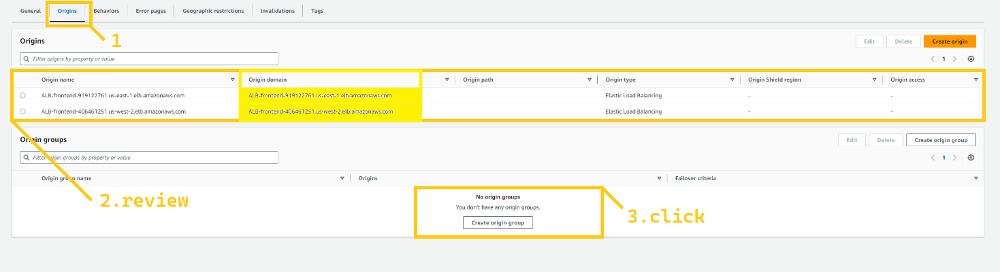 General Origins Behaviors Error pages Geographic restrictions Invalidations Tags
1
Origins Edit Delete Create origin
Filter origins by property or value 1
Origin name Origin domain Origin path Origin type Origin Shield region Origin access
ALB-frontend-919122761.us-east-1.elb.amazonaws.com ALB-frontend-919122761.us-east-1.elb.amazonaws.com Elastic Load Balancing - -
ALB-frontend-406461251.us-west-2.elb.amazonaws.com ALB-frontend-406461251.us-west-2.elb.amazonaws.com Elastic Load Balancing - -
Origin groups Edit Delete Create origin group
Filter origin groups by property or value 1
Origin group name Origins Failover criteria
No origin groups
2.review
You don't have any origin groups.
3.click
Create origin group